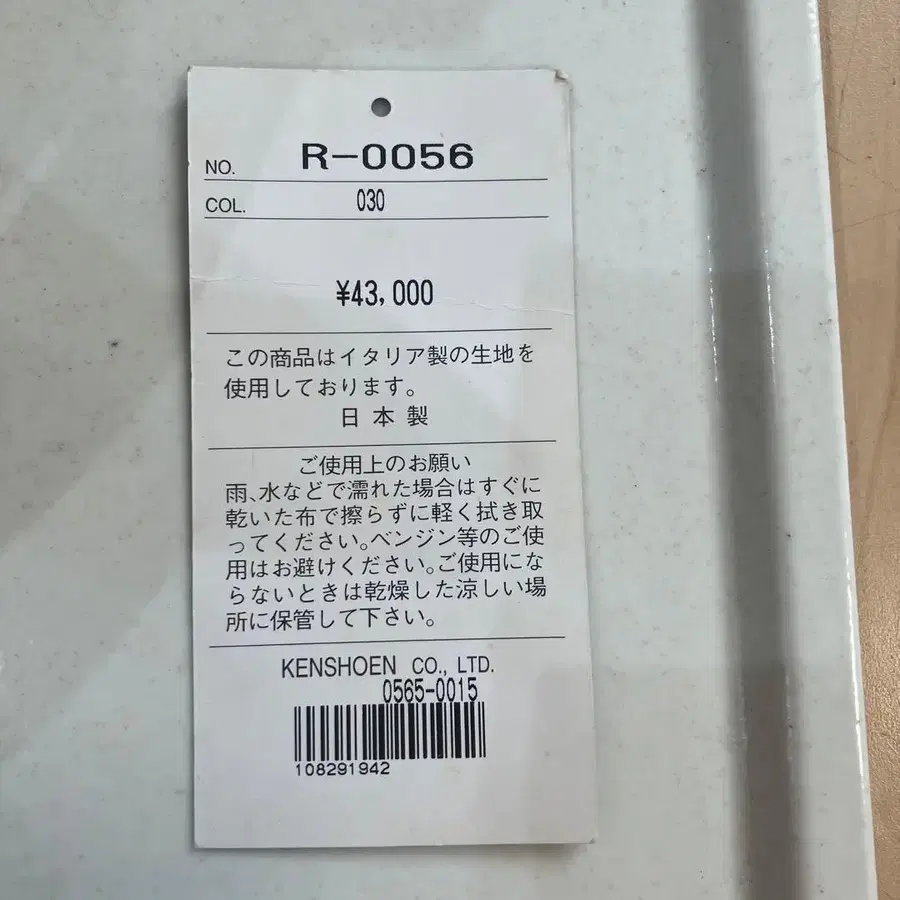 NO. R-0056
COL. 030
¥43,000
この商品はイタリア製の生地を
使用しております。
日本製
ご使用上のお願い
雨、水などで濡れた場合はすぐに
乾いた布で擦らずに軽く拭き取
ってください。ベンジン等のご使
用はお避けください。ご使用にな
らないときは乾燥した涼しい場
所に保管して下さい。
KENSHOEN CO., LTD.
0565-0015
108291942